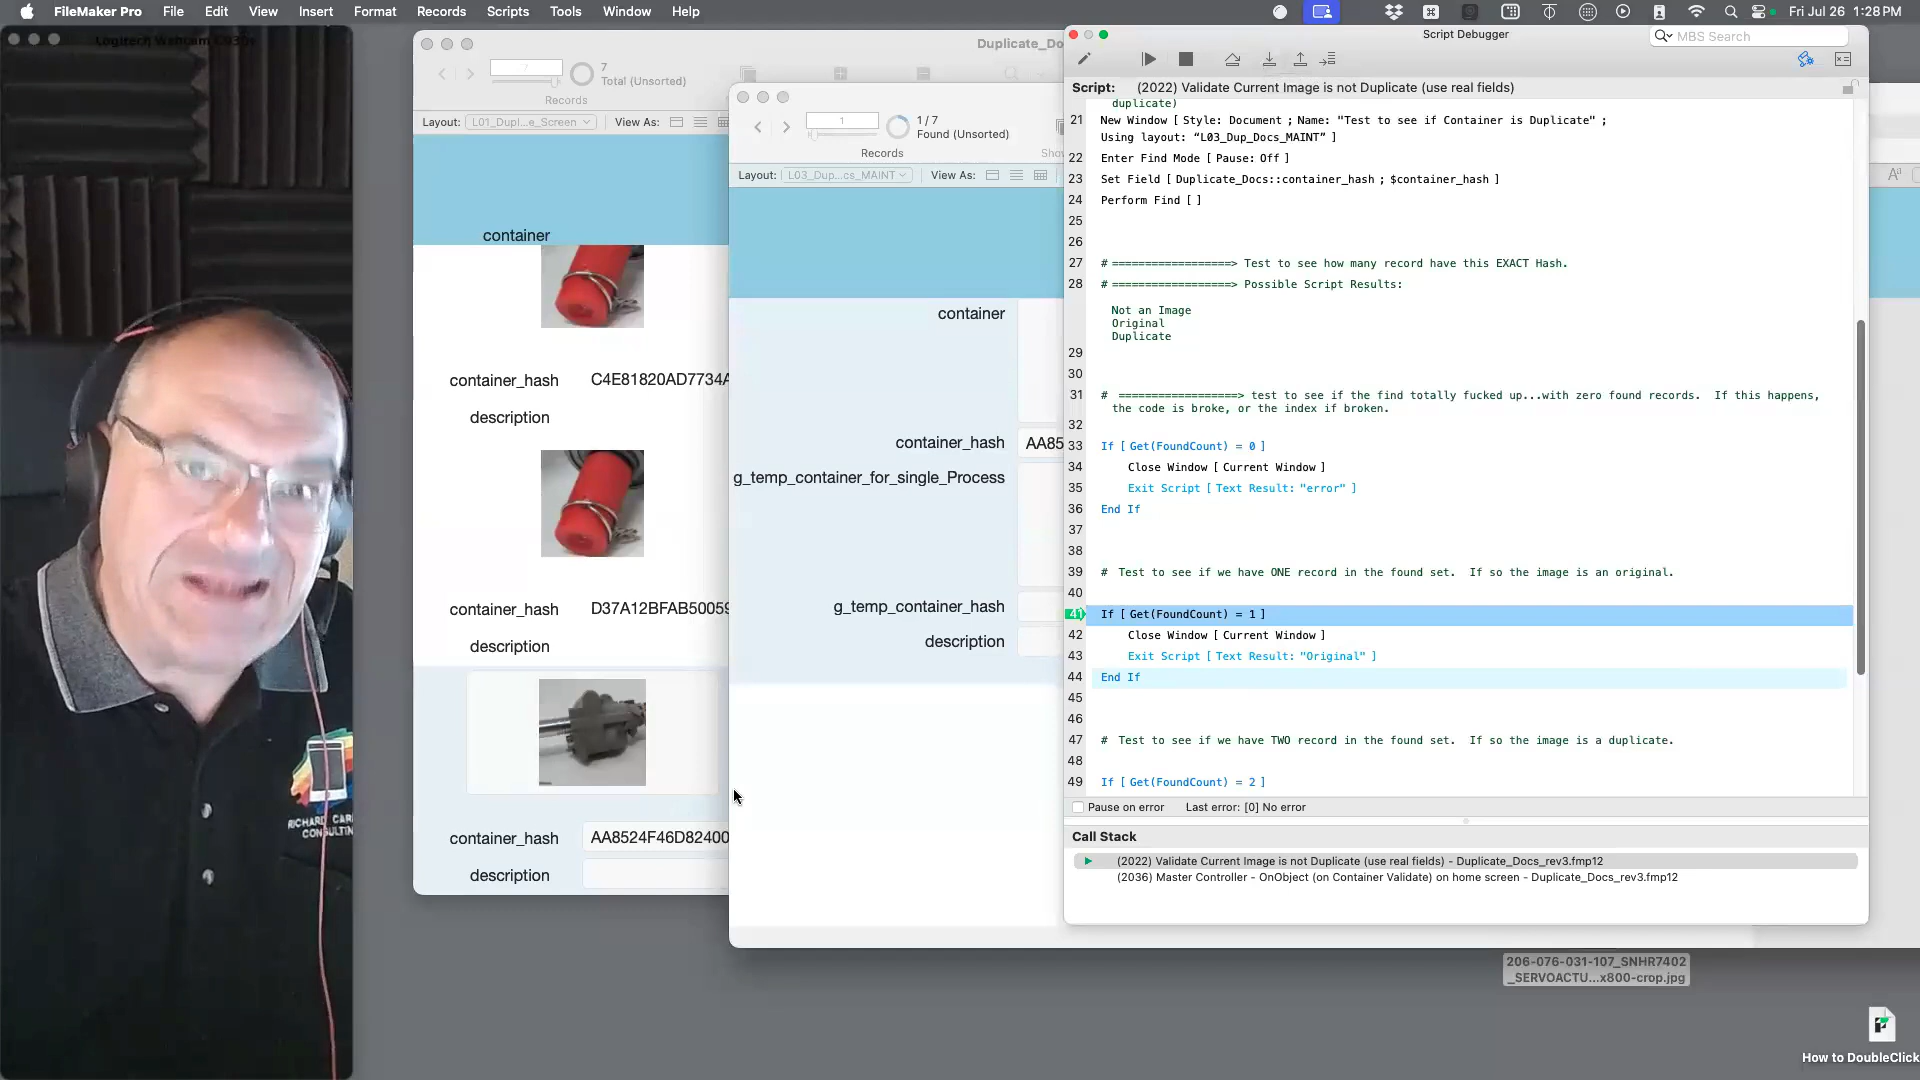 FileMaker Pro File Edit View Insert Format Records Scripts Tools Window Help
Fri Jul 26 1:28 PM
Duplicate_Do
7
7
Total (Unsorted)
Records
Layout: L01_Dupl...e_Screen View As:
container
container_hash C4E81820AD7734A
description
container_hash D37A12BFAB50059
description
container_hash AA8524F46D82400
description
1
1 / 7
Found (Unsorted)
Records
Show
Layout: L03_Dup...cs_MAINT View As:
container
container_hash AA85
g_temp_container_for_single_Process
g_temp_container_hash
description
Script Debugger
MBS Search
Script: (2022) Validate Current Image is not Duplicate (use real fields)
duplicate)
21 New Window [ Style: Document ; Name: "Test to see if Container is Duplicate" ;
Using layout: “L03_Dup_Docs_MAINT” ]
22 Enter Find Mode [ Pause: Off ]
23 Set Field [ Duplicate_Docs::container_hash ; $container_hash ]
24 Perform Find [ ]
25
26
27 # ==================> Test to see how many record have this EXACT Hash.
28 # ==================> Possible Script Results:
Not an Image
Original
Duplicate
29
30
31 # ==================> test to see if the find totally fucked up...with zero found records. If this happens,
the code is broke, or the index if broken.
32
33 If [ Get(FoundCount) = 0 ]
34 Close Window [ Current Window ]
35 Exit Script [ Text Result: "error" ]
36 End If
37
38
39 # Test to see if we have ONE record in the found set. If so the image is an original.
40
41 If [ Get(FoundCount) = 1 ]
42 Close Window [ Current Window ]
43 Exit Script [ Text Result: "Original" ]
44 End If
45
46
47 # Test to see if we have TWO record in the found set. If so the image is a duplicate.
48
49 If [ Get(FoundCount) = 2 ]
Pause on error Last error: [0] No error
Call Stack
(2022) Validate Current Image is not Duplicate (use real fields) - Duplicate_Docs_rev3.fmp12
(2036) Master Controller - OnObject (on Container Validate) on home screen - Duplicate_Docs_rev3.fmp12
206-076-031-107_SNHR7402
_SERVOACTU...x800-crop.jpg
How to DoubleClick
RICHARD CAR
CONSULTIN